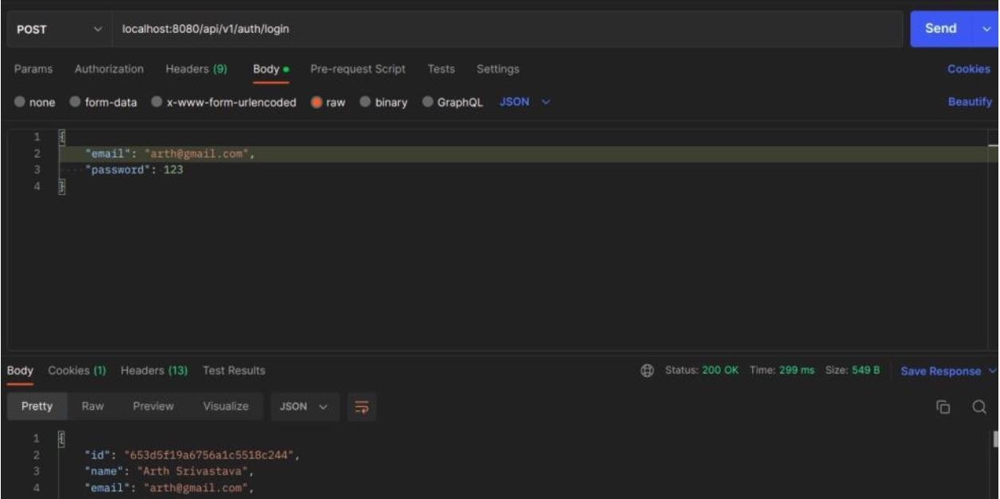 POST localhost:8080/api/v1/auth/login Send
Params Authorization Headers (9) Body Pre-request Script Tests Settings Cookies
none form-data x-www-form-urlencoded raw binary GraphQL JSON Beautify
1 {
2 "email": "arth@gmail.com",
3 "password": 123
4 }
Body Cookies (1) Headers (13) Test Results Status: 200 OK Time: 299 ms Size: 549 B Save Response
Pretty Raw Preview Visualize JSON
1 {
2 "id": "653d5f19a6756a1c5518c244",
3 "name": "Arth Srivastava",
4 "email": "arth@gmail.com",